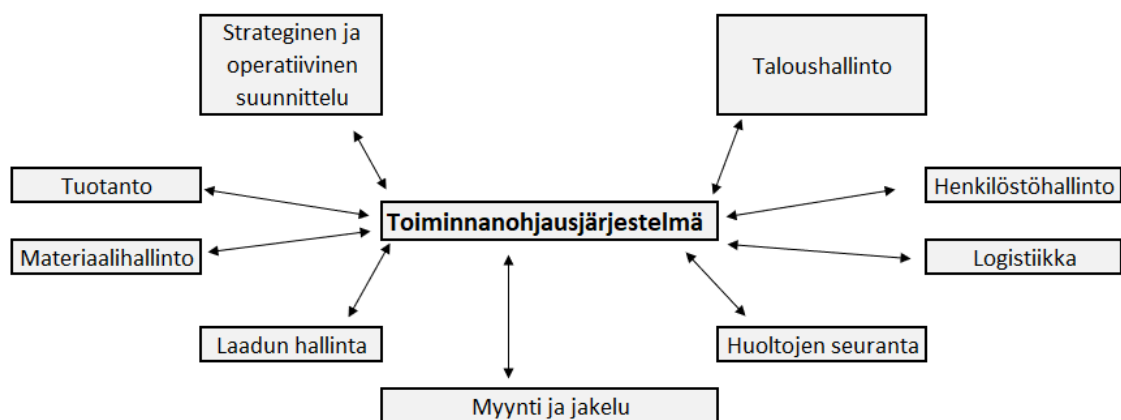 Strateginen ja
operatiivinen
suunnittelu
Taloushallinto
Tuotanto
Henkilöstöhallinto
Toiminnanohjausjärjestelmä
Materiaalihallinto
Logistiikka
Laadun hallinta
Huoltojen seuranta
Myynti ja jakelu